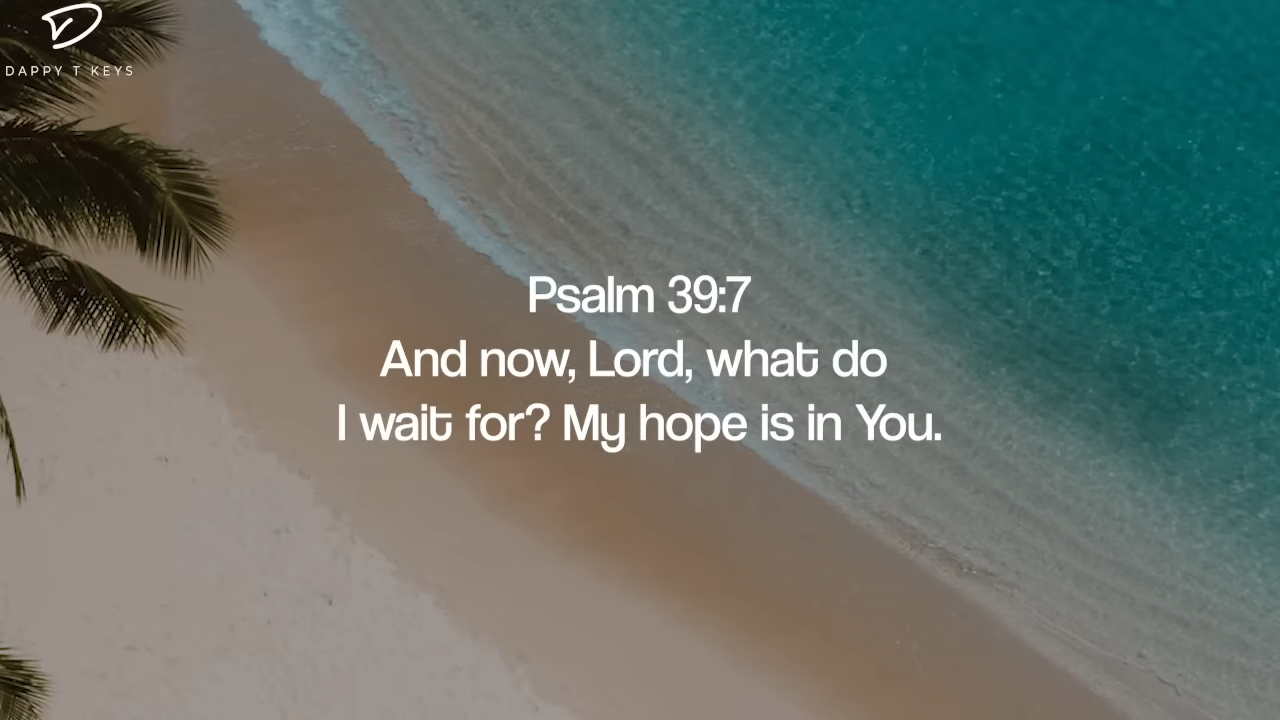 DAPPY T KEYS
Psalm 39:7
And now, Lord, what do
I wait for? My hope is in You.